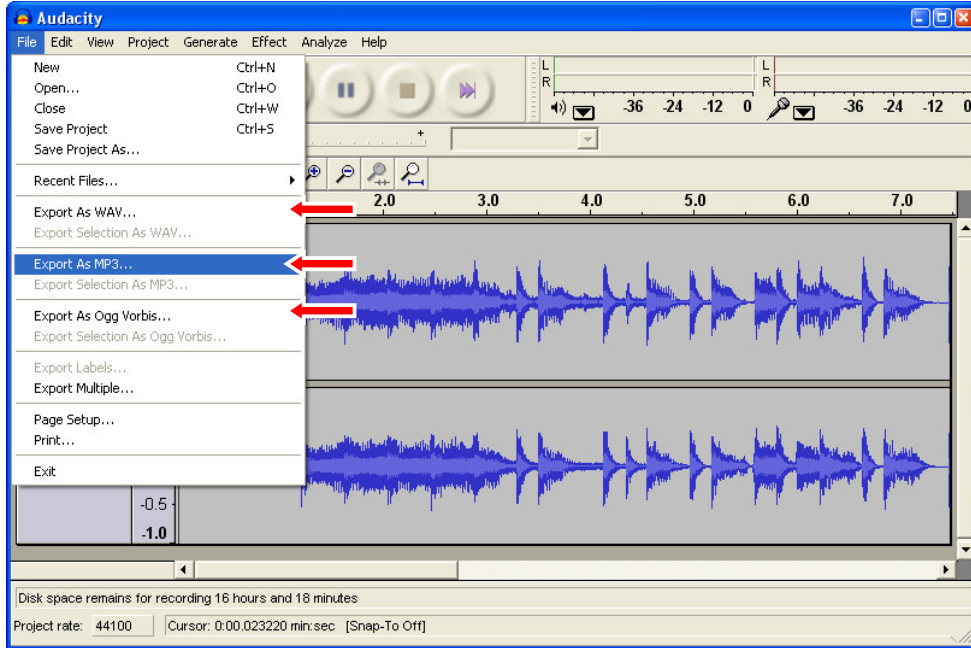 Audacity
File Edit View Project Generate Effect Analyze Help
New Ctrl+N
Open... Ctrl+O
Close Ctrl+W
Save Project Ctrl+S
Save Project As...
Recent Files...
Export As WAV...
Export Selection As WAV...
Export As MP3...
Export Selection As MP3...
Export As Ogg Vorbis...
Export Selection As Ogg Vorbis...
Export Labels...
Export Multiple...
Page Setup...
Print...
Exit
L L
R R
-36 -24 -12 0 -36 -24 -12 0
+
2.0 3.0 4.0 5.0 6.0 7.0
-0.5
-1.0
Disk space remains for recording 16 hours and 18 minutes
Project rate: 44100 Cursor: 0:00.023220 min:sec [Snap-To Off]